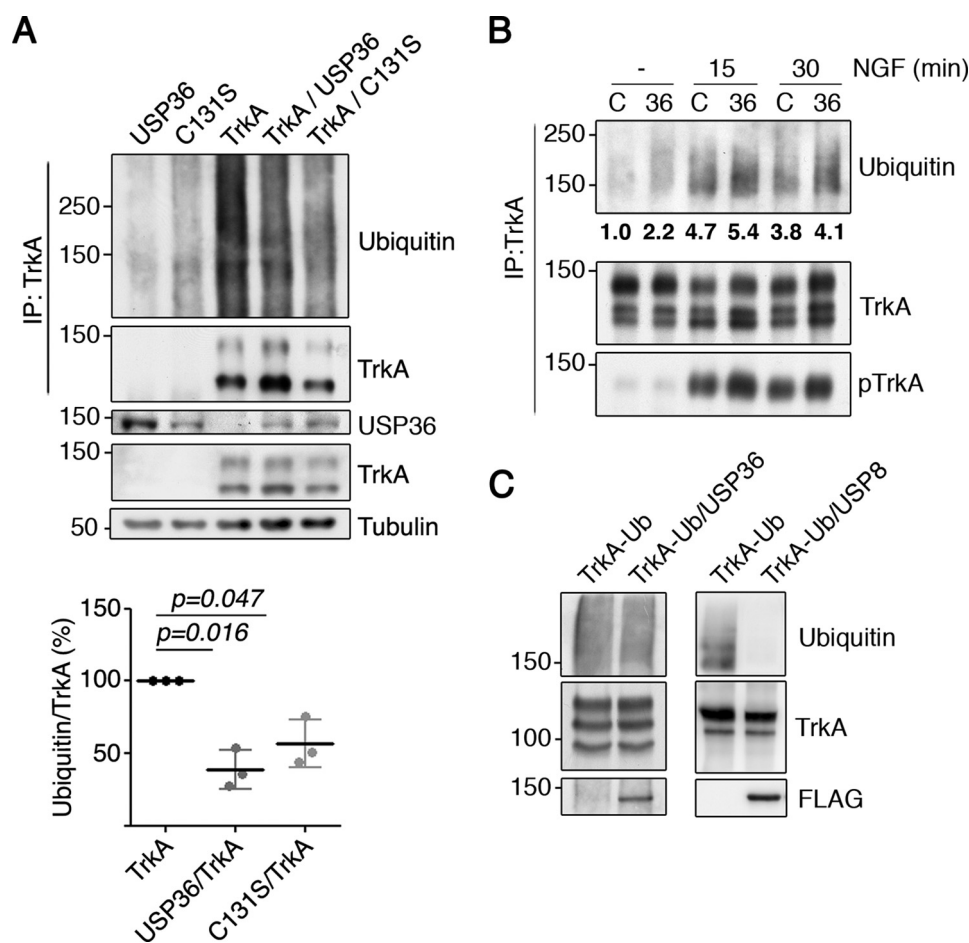 A
USP36
C131S
TrkA
TrkA / USP36
TrkA / C131S
IP: TrkA
250
150
Ubiquitin
150
TrkA
150
USP36
150
TrkA
50
Tubulin
Ubiquitin/TrkA (%)
150
100
50
p=0.047
p=0.016
TrkA
USP36/TrkA
C131S/TrkA
B
- 15 30 NGF (min)
C 36 C 36 C 36
IP:TrkA
250
150
Ubiquitin
1.0 2.2 4.7 5.4 3.8 4.1
150
TrkA
150
pTrkA
C
TrkA-Ub
TrkA-Ub/USP36
TrkA-Ub
TrkA-Ub/USP8
150
Ubiquitin
100
TrkA
150
FLAG